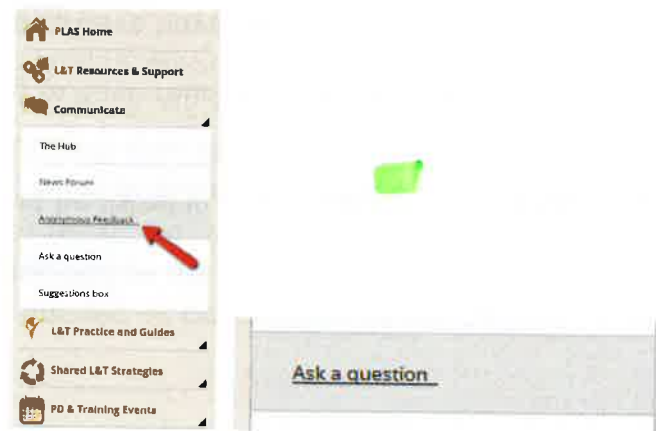 PLAS Home
L&T Resources & Support
Communicate
The Hub
News Forum
Anonymous Feedback
Ask a question
Suggestions box
L&T Practice and Guides
Shared L&T Strategies
PD & Training Events
Ask a question